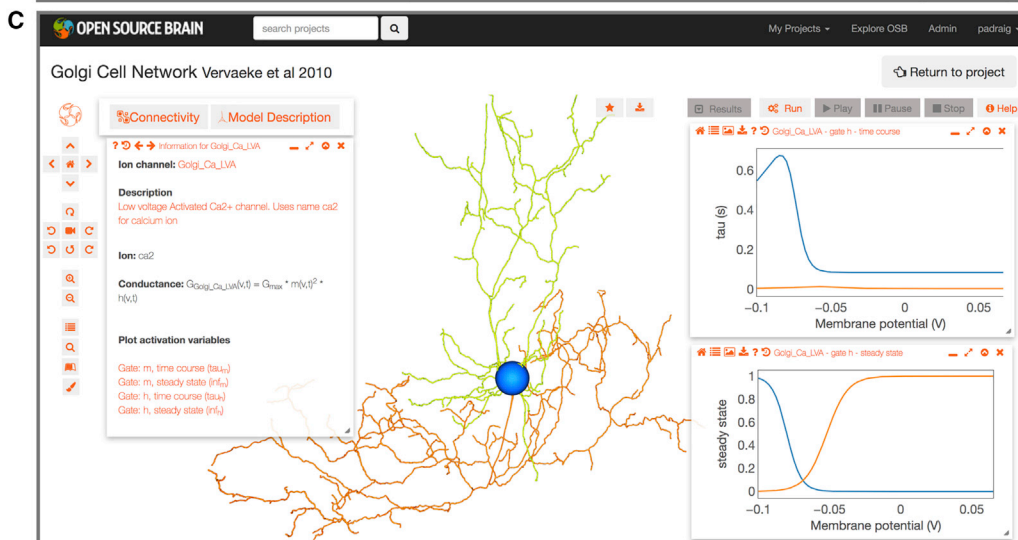 C
OPEN SOURCE BRAIN
search projects
My Projects
Explore OSB
Admin
padraig
Golgi Cell Network Vervaeke et al 2010
Return to project
Connectivity
Model Description
Results
Run
Play
Pause
Stop
Help
Information for Golgi_Ca_LVA
Ion channel: Golgi_Ca_LVA
Description
Low voltage Activated Ca2+ channel. Uses name ca2
for calcium ion
Ion: ca2
Conductance: GGolgi_Ca_LVA(v,t) = Gmax * m(v,t)² *
h(v,t)
Plot activation variables
Gate: m, time course (taum)
Gate: m, steady state (infm)
Gate: h, time course (tauh)
Gate: h, steady state (infh)
Golgi_Ca_LVA - gate h - time course
tau (s)
0.6
0.4
0.2
0
−0.1
−0.05
0
0.05
Membrane potential (V)
Golgi_Ca_LVA - gate h - steady state
steady state
1
0.8
0.6
0.4
0.2
0
−0.1
−0.05
0
0.05
Membrane potential (V)